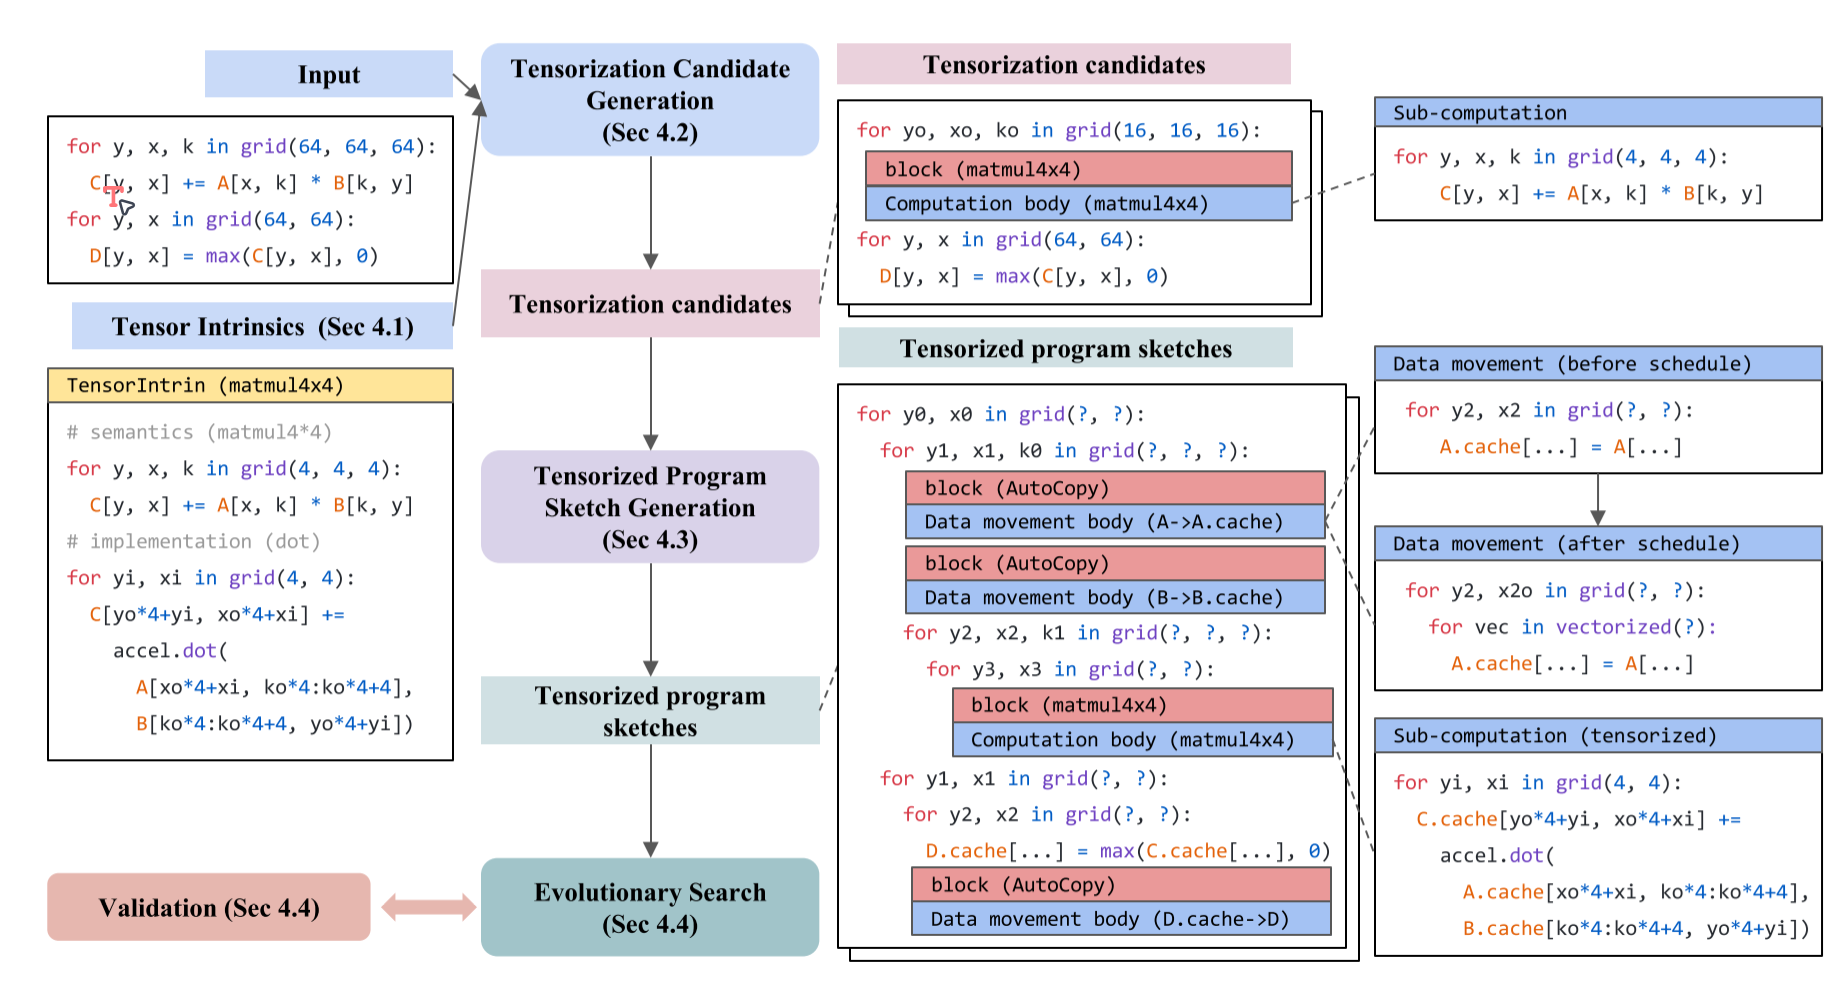 Input
for y, x, k in grid(64, 64, 64):
C[y, x] += A[x, k] * B[k, y]
for y, x in grid(64, 64):
D[y, x] = max(C[y, x], 0)
Tensor Intrinsics (Sec 4.1)
TensorIntrin (matmul4x4)
# semantics (matmul4*4)
for y, x, k in grid(4, 4, 4):
C[y, x] += A[x, k] * B[k, y]
# implementation (dot)
for yi, xi in grid(4, 4):
C[yo*4+yi, xo*4+xi] +=
accel.dot(
A[xo*4+xi, ko*4:ko*4+4],
B[ko*4:ko*4+4, yo*4+yi])
Validation (Sec 4.4)
Tensorization Candidate
Generation
(Sec 4.2)
Tensorization candidates
Tensorized Program
Sketch Generation
(Sec 4.3)
Tensorized program
sketches
Evolutionary Search
(Sec 4.4)
Tensorization candidates
for yo, xo, ko in grid(16, 16, 16):
block (matmul4x4)
Computation body (matmul4x4)
for y, x in grid(64, 64):
D[y, x] = max(C[y, x], 0)
Tensorized program sketches
for y0, x0 in grid(?, ?):
for y1, x1, k0 in grid(?, ?, ?):
block (AutoCopy)
Data movement body (A->A.cache)
block (AutoCopy)
Data movement body (B->B.cache)
for y2, x2, k1 in grid(?, ?, ?):
for y3, x3 in grid(?, ?):
block (matmul4x4)
Computation body (matmul4x4)
for y1, x1 in grid(?, ?):
for y2, x2 in grid(?, ?):
D.cache[...] = max(C.cache[...], 0)
block (AutoCopy)
Data movement body (D.cache->D)
Sub-computation
for y, x, k in grid(4, 4, 4):
C[y, x] += A[x, k] * B[k, y]
Data movement (before schedule)
for y2, x2 in grid(?, ?):
A.cache[...] = A[...]
Data movement (after schedule)
for y2, x2o in grid(?, ?):
for vec in vectorized(?):
A.cache[...] = A[...]
Sub-computation (tensorized)
for yi, xi in grid(4, 4):
C.cache[yo*4+yi, xo*4+xi] +=
accel.dot(
A.cache[xo*4+xi, ko*4:ko*4+4],
B.cache[ko*4:ko*4+4, yo*4+yi])